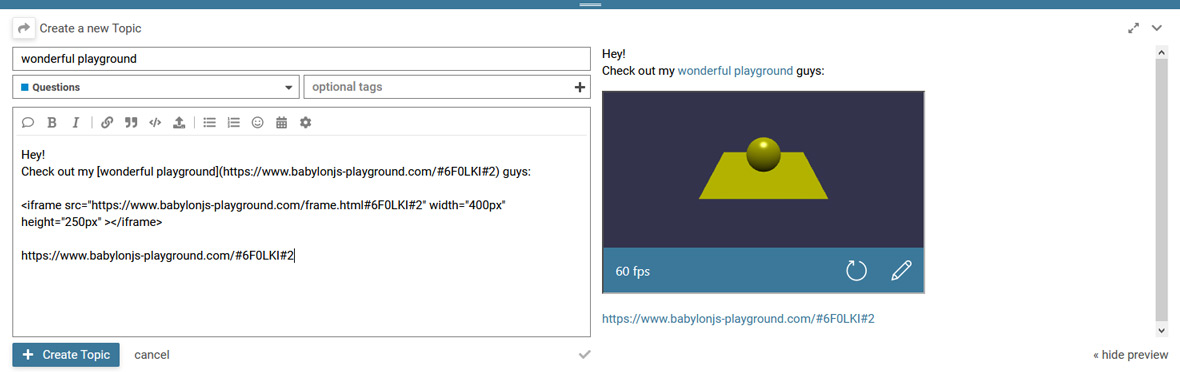 Create a new Topic
wonderful playground
Questions
optional tags
Hey!
Check out my [wonderful playground](https://www.babylonjs-playground.com/#6F0LKI#2) guys:
<iframe src="https://www.babylonjs-playground.com/frame.html#6F0LKI#2" width="400px"
height="250px" ></iframe>
https://www.babylonjs-playground.com/#6F0LKI#2
Create Topic
cancel
Hey!
Check out my wonderful playground guys:
60 fps
https://www.babylonjs-playground.com/#6F0LKI#2
« hide preview